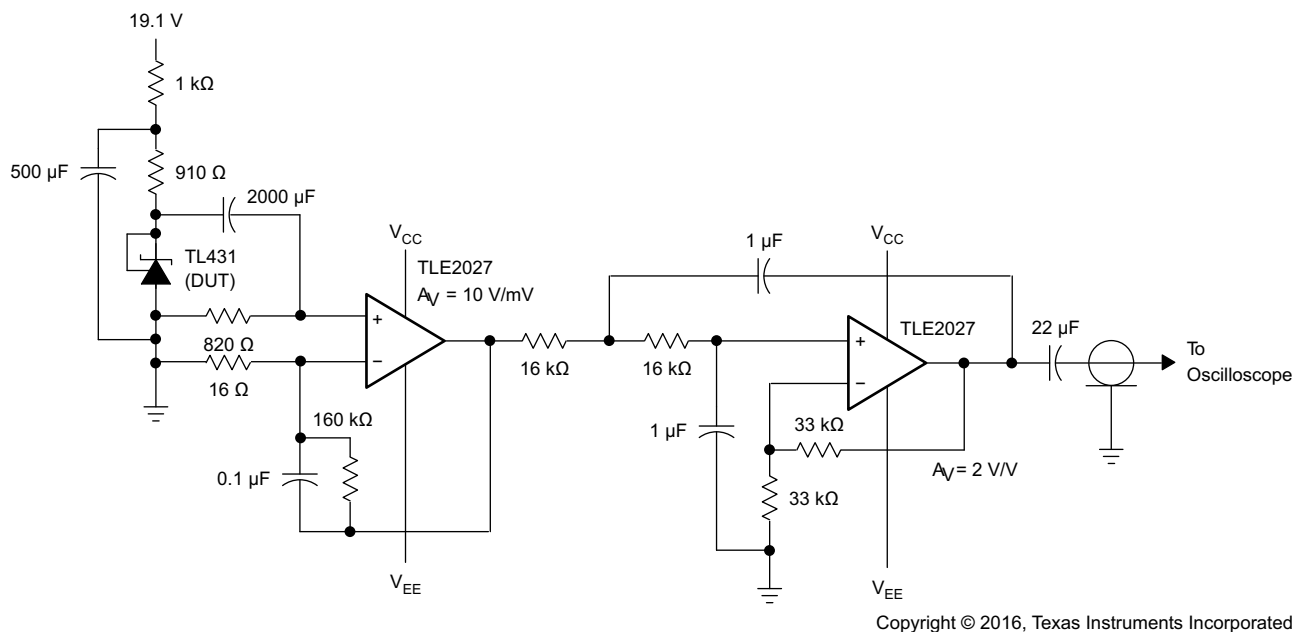 19.1 V
1 kΩ
500 µF
910 Ω
2000 µF
TL431
(DUT)
820 Ω
16 Ω
160 kΩ
0.1 µF
VCC
TLE2027
AV = 10 V/mV
+
−
VEE
16 kΩ
16 kΩ
1 µF
1 µF
VCC
TLE2027
+
−
33 kΩ
33 kΩ
AV = 2 V/V
VEE
22 µF
To
Oscilloscope
Copyright © 2016, Texas Instruments Incorporated